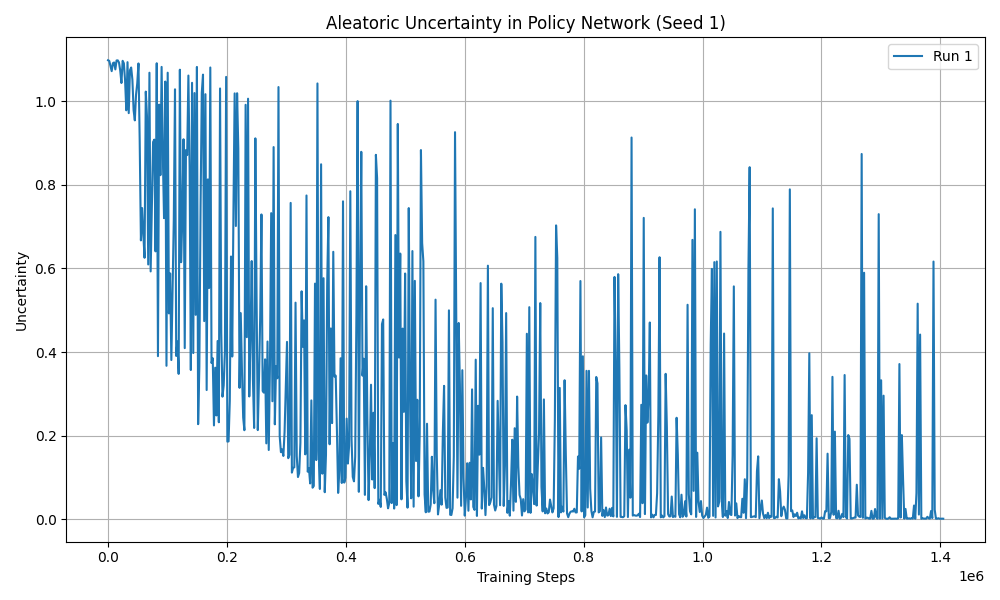 Aleatoric Uncertainty in Policy Network (Seed 1)
Run 1
Uncertainty
1.0
0.8
0.6
0.4
0.2
0.0
0.0 0.2 0.4 0.6 0.8 1.0 1.2 1.4
1e6
Training Steps